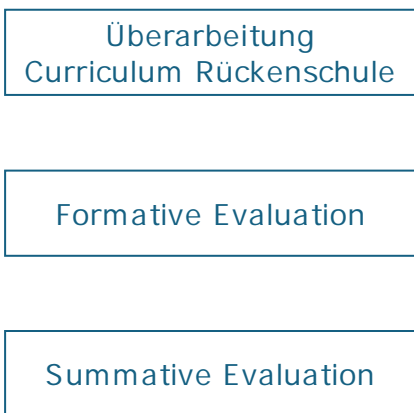 Überarbeitung
Curriculum Rückenschule
Formative Evaluation
Summative Evaluation